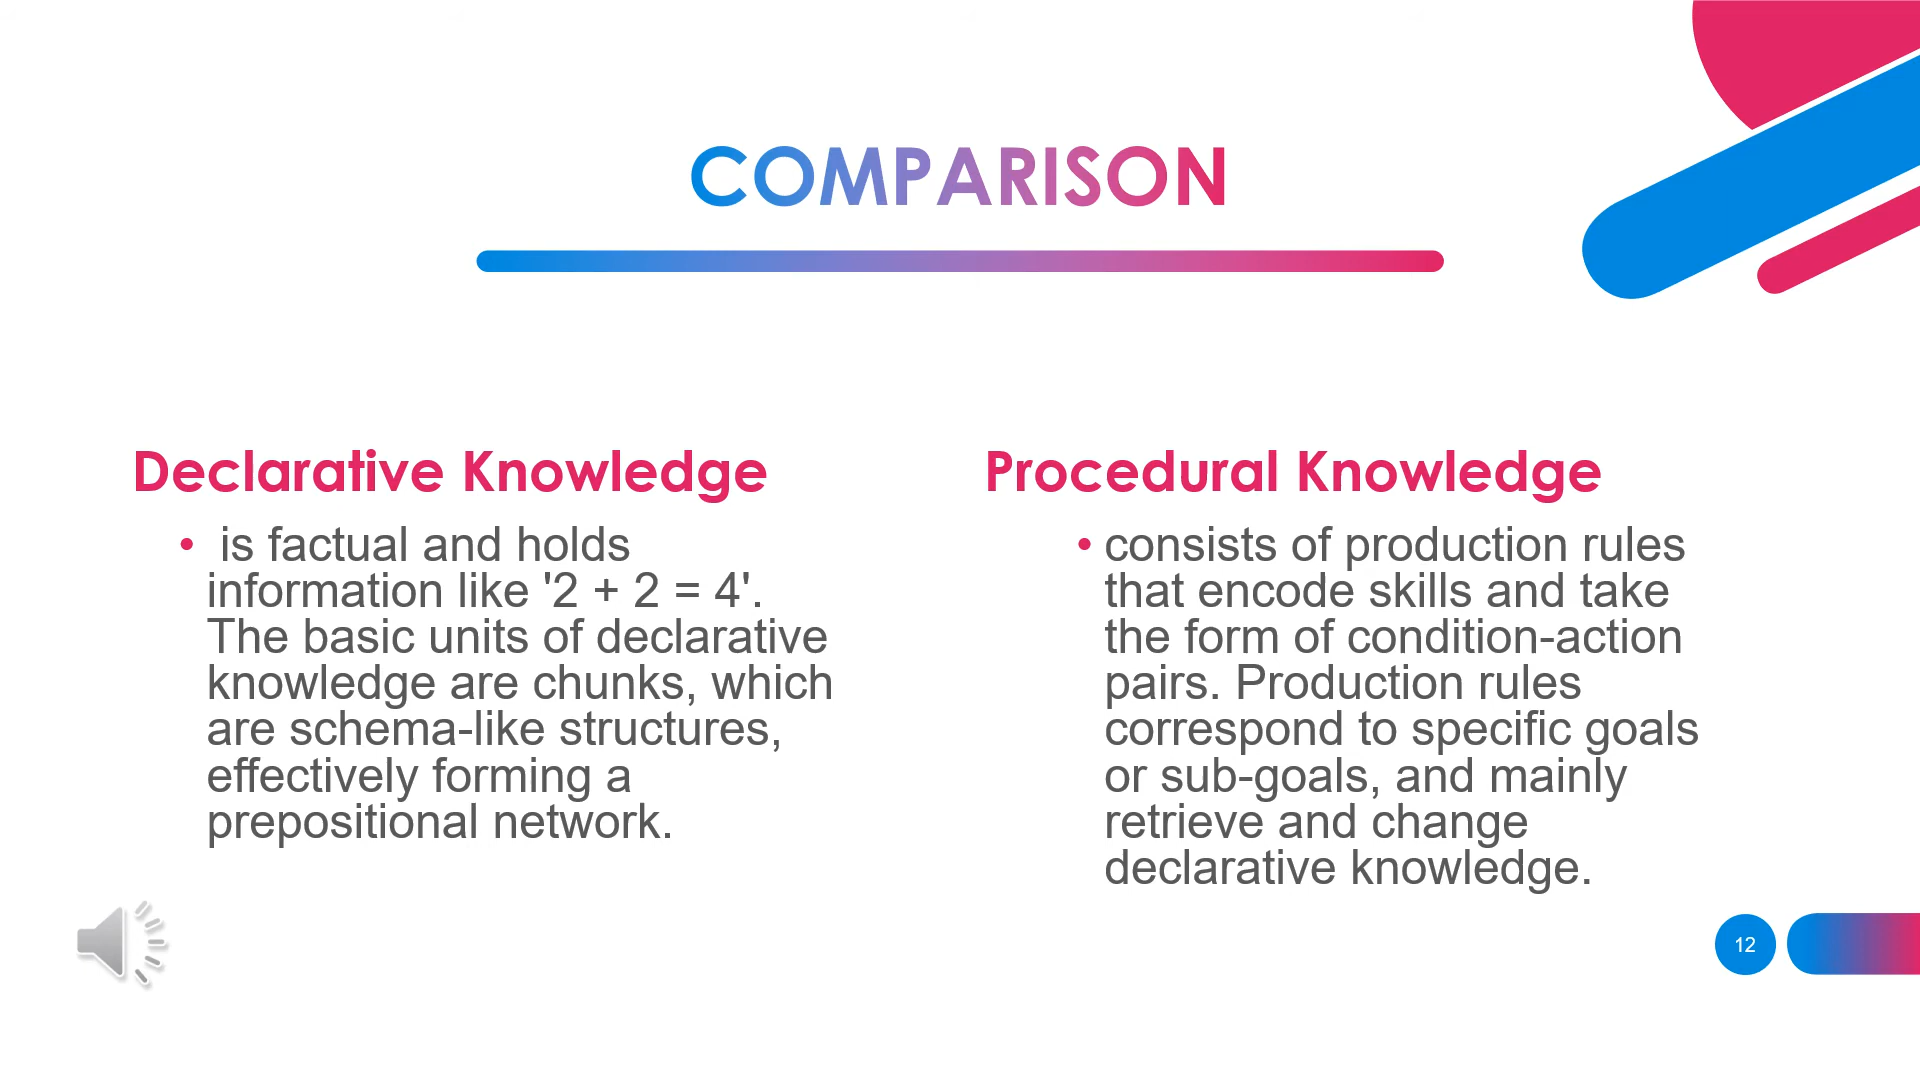 COMPARISON
Declarative Knowledge
• is factual and holds
information like '2 + 2 = 4'.
The basic units of declarative
knowledge are chunks, which
are schema-like structures,
effectively forming a
prepositional network.
Procedural Knowledge
• consists of production rules
that encode skills and take
the form of condition-action
pairs. Production rules
correspond to specific goals
or sub-goals, and mainly
retrieve and change
declarative knowledge.
12